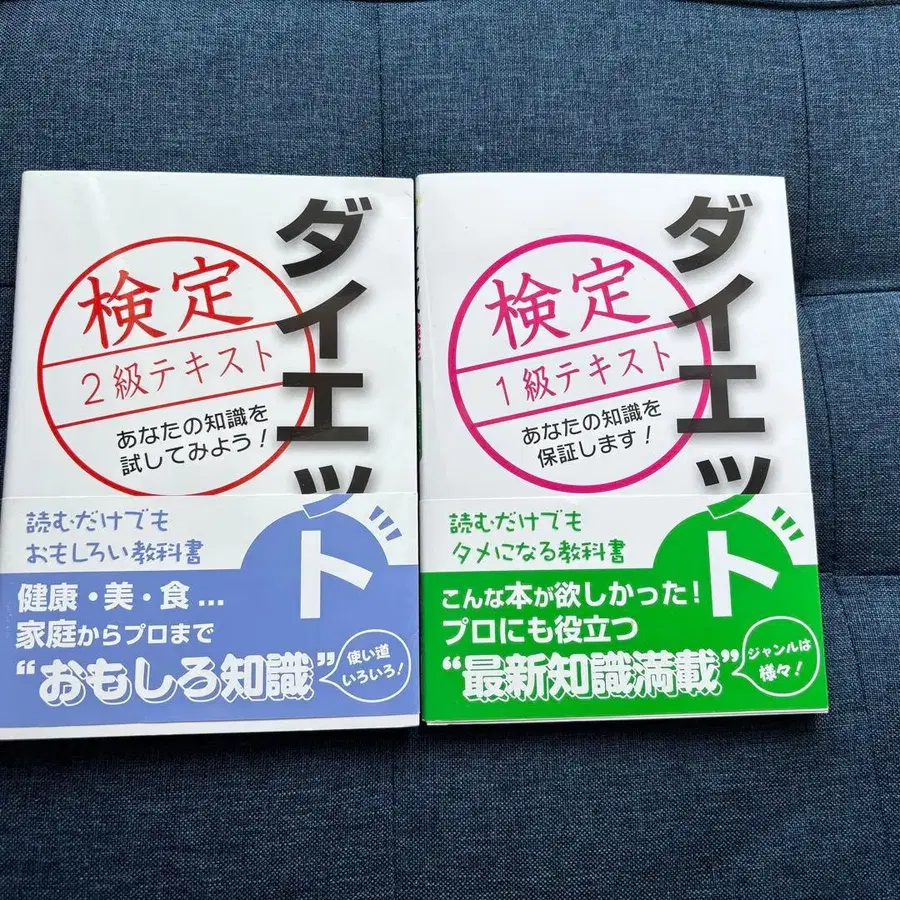 ダイエット
検定
2級テキスト
あなたの知識を
試してみよう！
読むだけでも
おもしろい教科書
健康・美・食…
家庭からプロまで
“おもしろ知識”
使い道
いろいろ！
ダイエット
検定
1級テキスト
あなたの知識を
保証します！
読むだけでも
タメになる教科書
こんな本が欲しかった！
プロにも役立つ
“最新知識満載”
ジャンルは
様々！